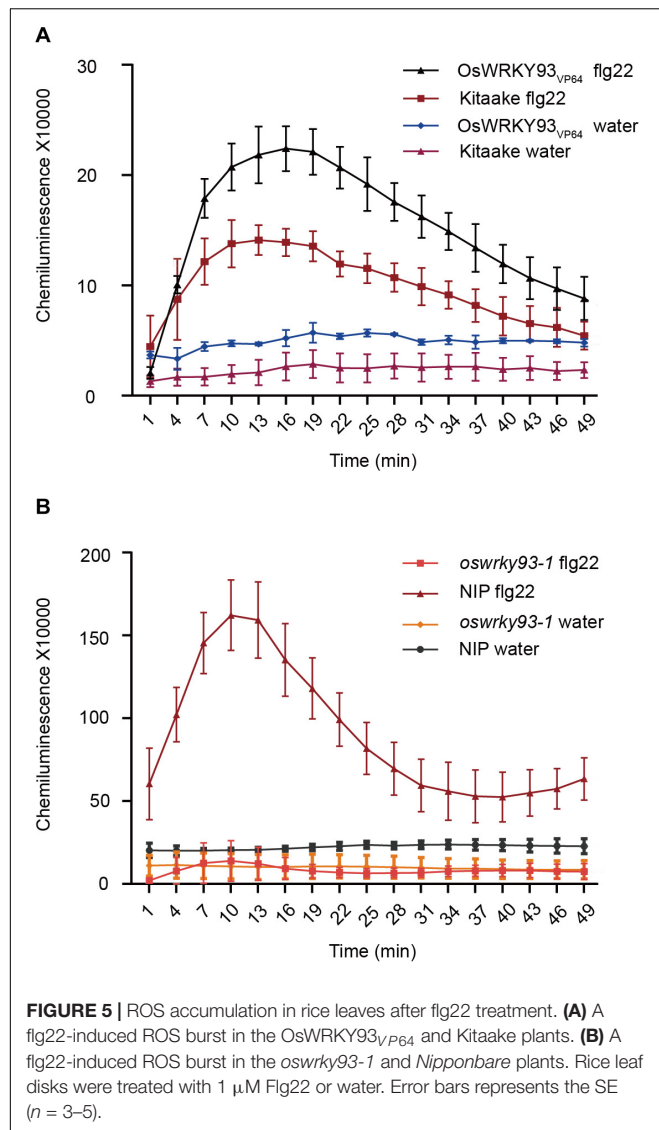 A
30
20
10
0
Chemiluminescence X10000
OsWRKY93VP64 flg22
Kitaake flg22
OsWRKY93VP64 water
Kitaake water
1 4 7 10 13 16 19 22 25 28 31 34 37 40 43 46 49
Time (min)
B
200
150
100
50
0
Chemiluminescence X10000
oswrky93-1 flg22
NIP flg22
oswrky93-1 water
NIP water
1 4 7 10 13 16 19 22 25 28 31 34 37 40 43 46 49
Time (min)
FIGURE 5 | ROS accumulation in rice leaves after flg22 treatment. (A) A
flg22-induced ROS burst in the OsWRKY93VP64 and Kitaake plants. (B) A
flg22-induced ROS burst in the oswrky93-1 and Nipponbare plants. Rice leaf
disks were treated with 1 μM Flg22 or water. Error bars represents the SE
(n = 3–5).